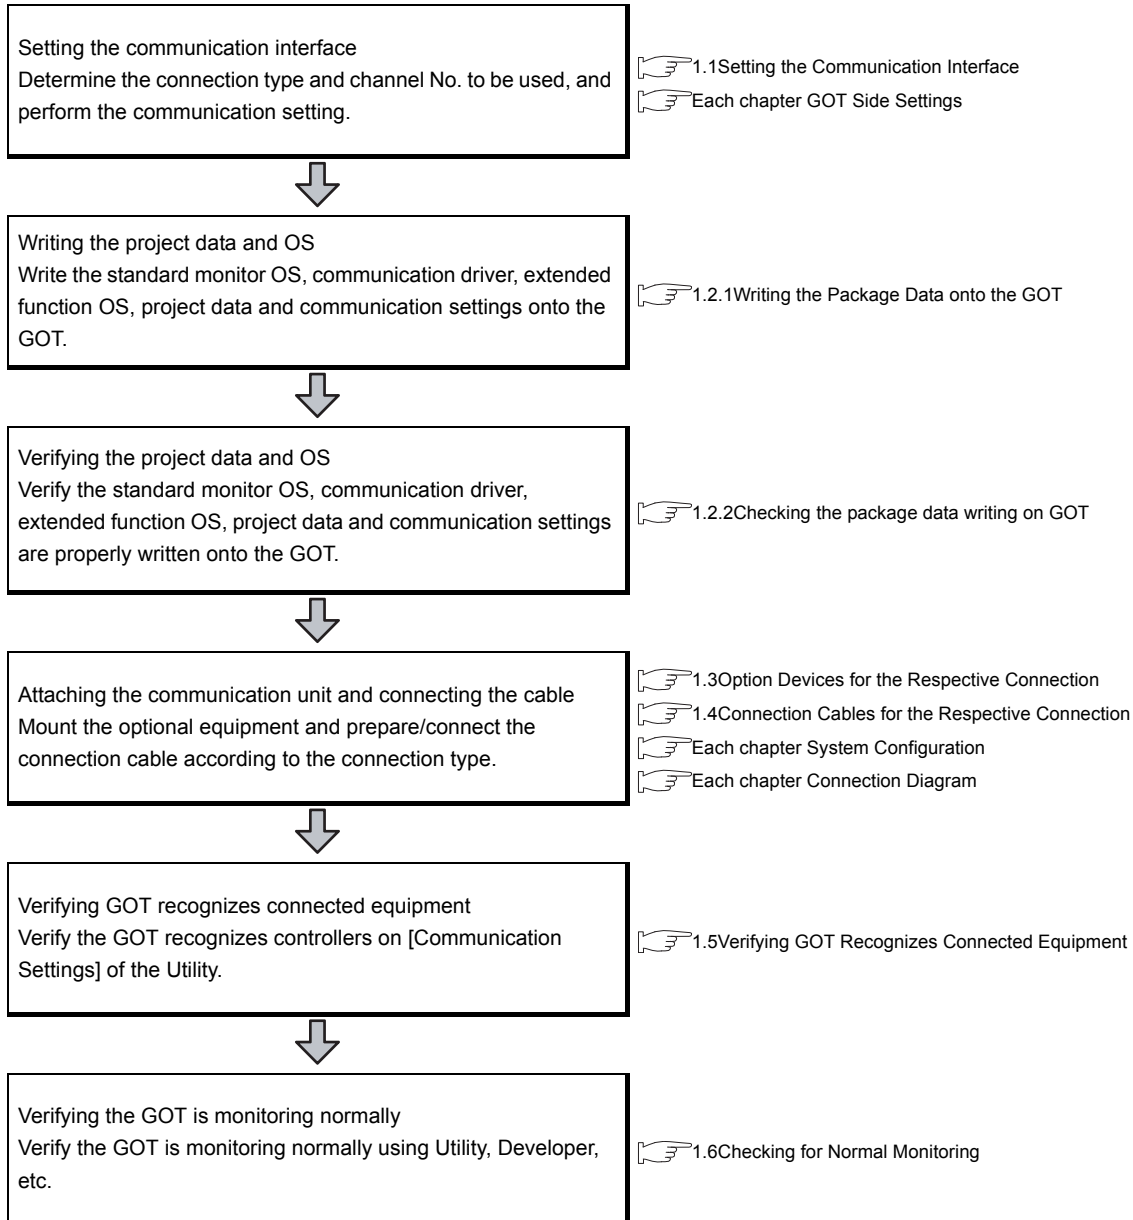 Setting the communication interface
Determine the connection type and channel No. to be used, and
perform the communication setting.
1.1Setting the Communication Interface
Each chapter GOT Side Settings
Writing the project data and OS
Write the standard monitor OS, communication driver, extended
function OS, project data and communication settings onto the
GOT.
1.2.1Writing the Package Data onto the GOT
Verifying the project data and OS
Verify the standard monitor OS, communication driver,
extended function OS, project data and communication settings
are properly written onto the GOT.
1.2.2Checking the package data writing on GOT
Attaching the communication unit and connecting the cable
Mount the optional equipment and prepare/connect the
connection cable according to the connection type.
1.3Option Devices for the Respective Connection
1.4Connection Cables for the Respective Connection
Each chapter System Configuration
Each chapter Connection Diagram
Verifying GOT recognizes connected equipment
Verify the GOT recognizes controllers on [Communication
Settings] of the Utility.
1.5Verifying GOT Recognizes Connected Equipment
Verifying the GOT is monitoring normally
Verify the GOT is monitoring normally using Utility, Developer,
etc.
1.6Checking for Normal Monitoring